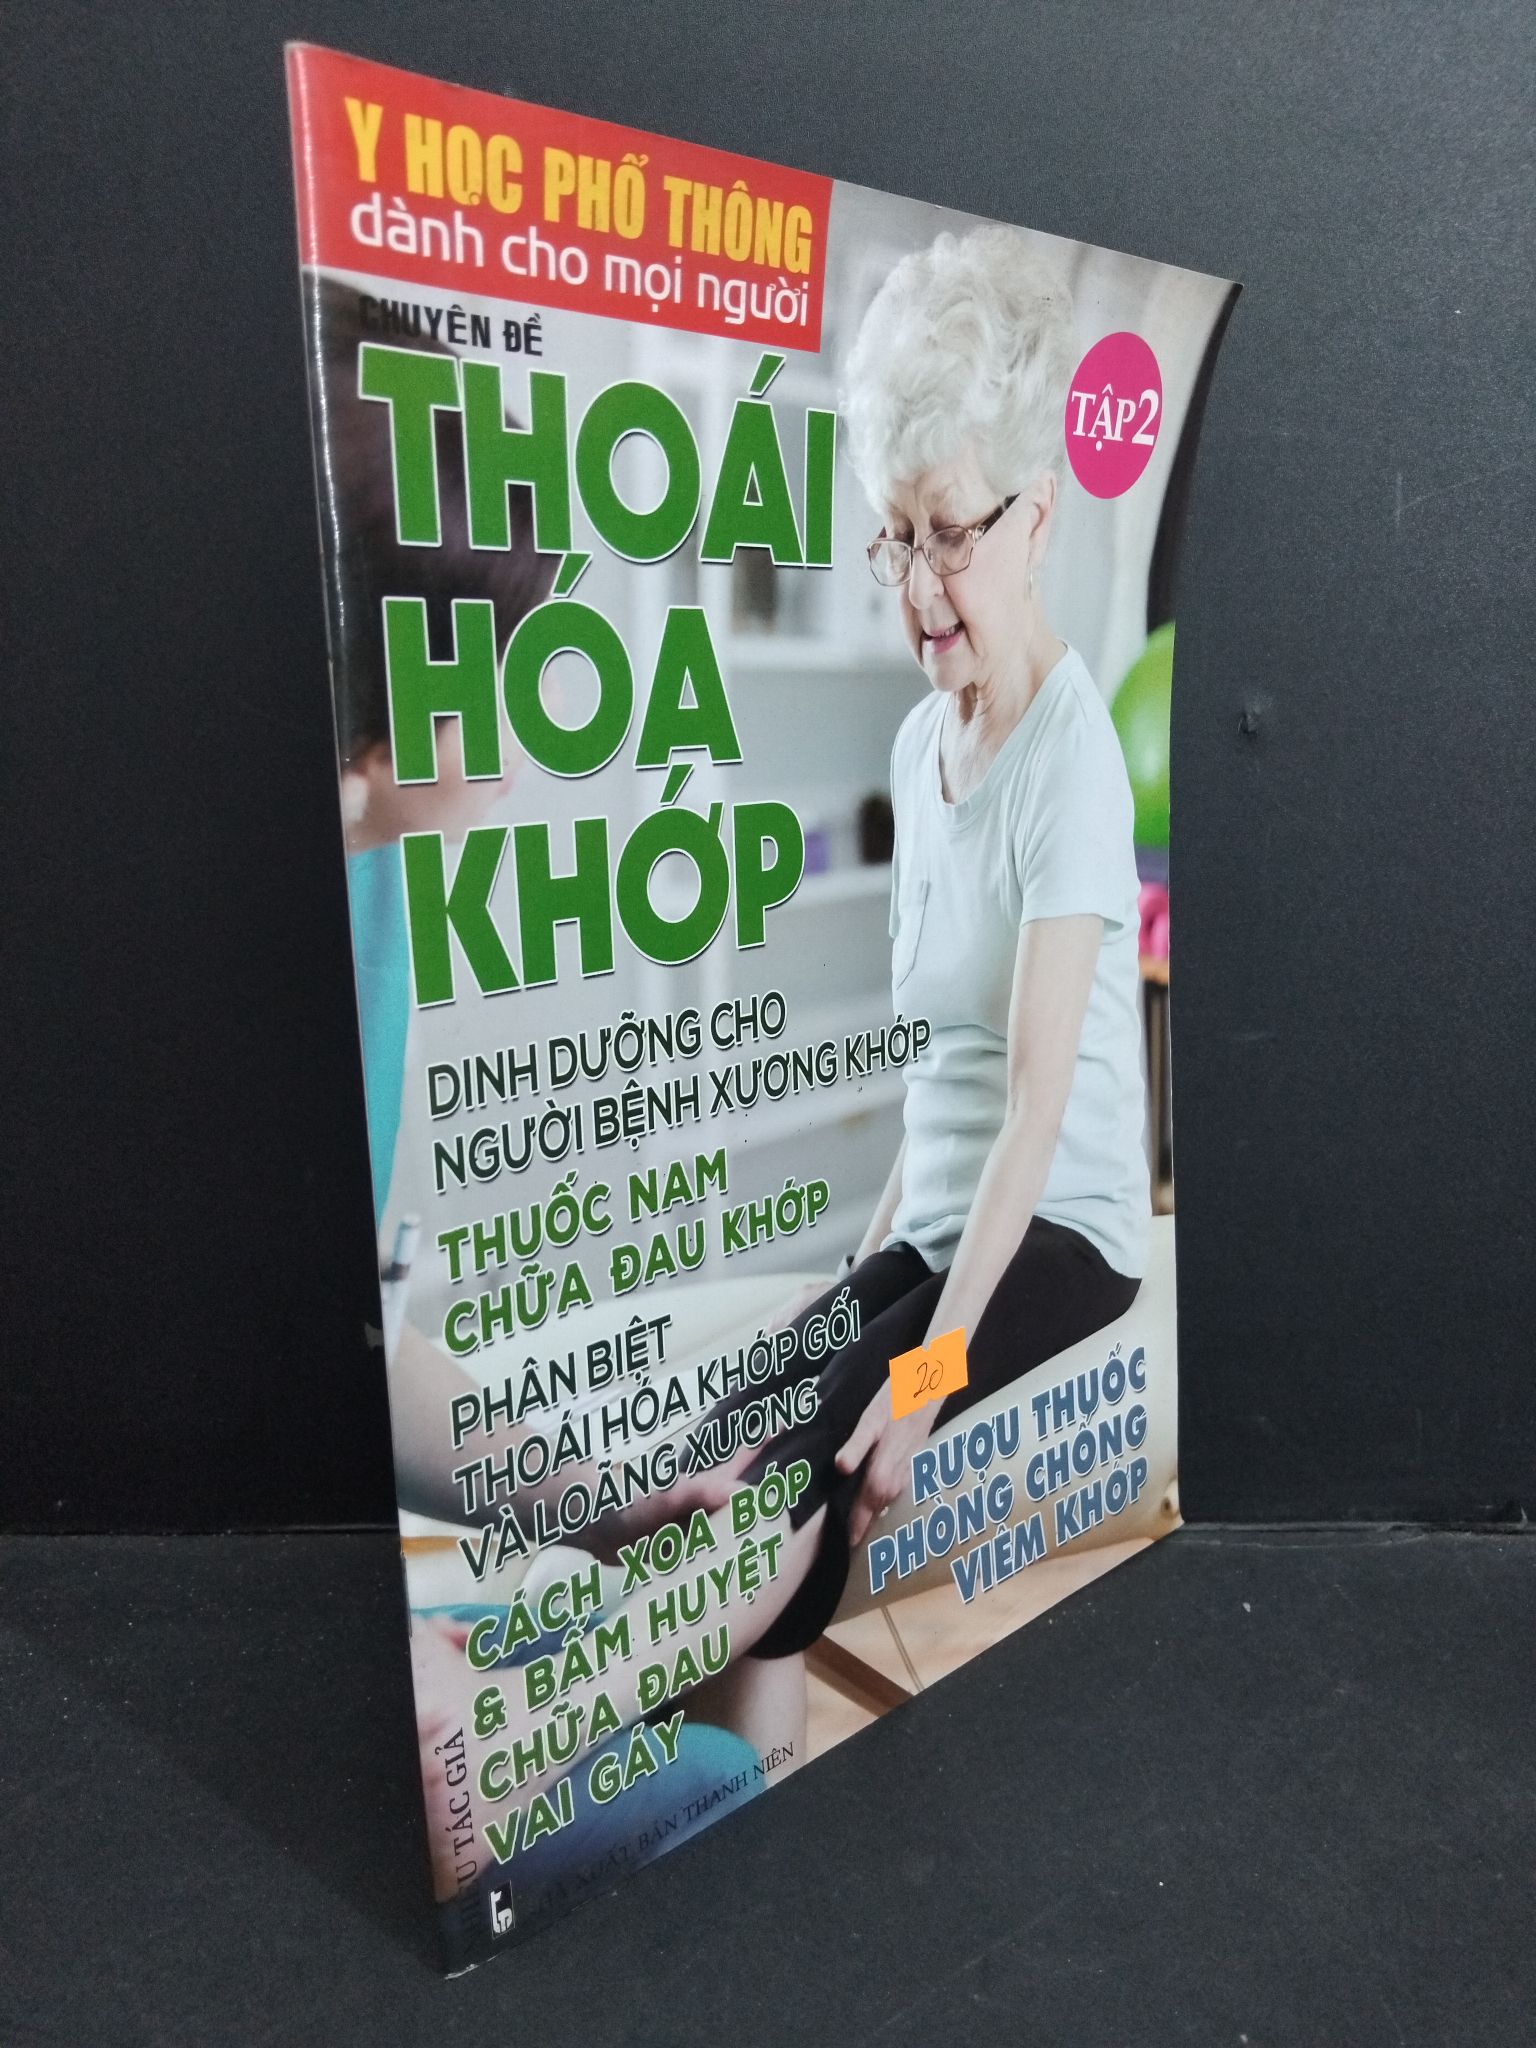 Y HỌC PHỔ THÔNG
dành cho mọi người
CHUYÊN ĐỀ
THOÁI
HÓA
KHỚP
TẬP 2
DINH DƯỠNG CHO
NGƯỜI BỆNH XƯƠNG KHỚP
THUỐC NAM
CHỮA ĐAU KHỚP
PHÂN BIỆT
THOÁI HÓA KHỚP GỐI
VÀ LOÃNG XƯƠNG
CÁCH XOA BÓP
& BẤM HUYỆT
CHỮA ĐAU
VAI GÁY
20
RƯỢU THUỐC
PHÒNG CHỐNG
VIÊM KHỚP
TÁC GIẢ
XUẤT BẢN THANH NIÊN